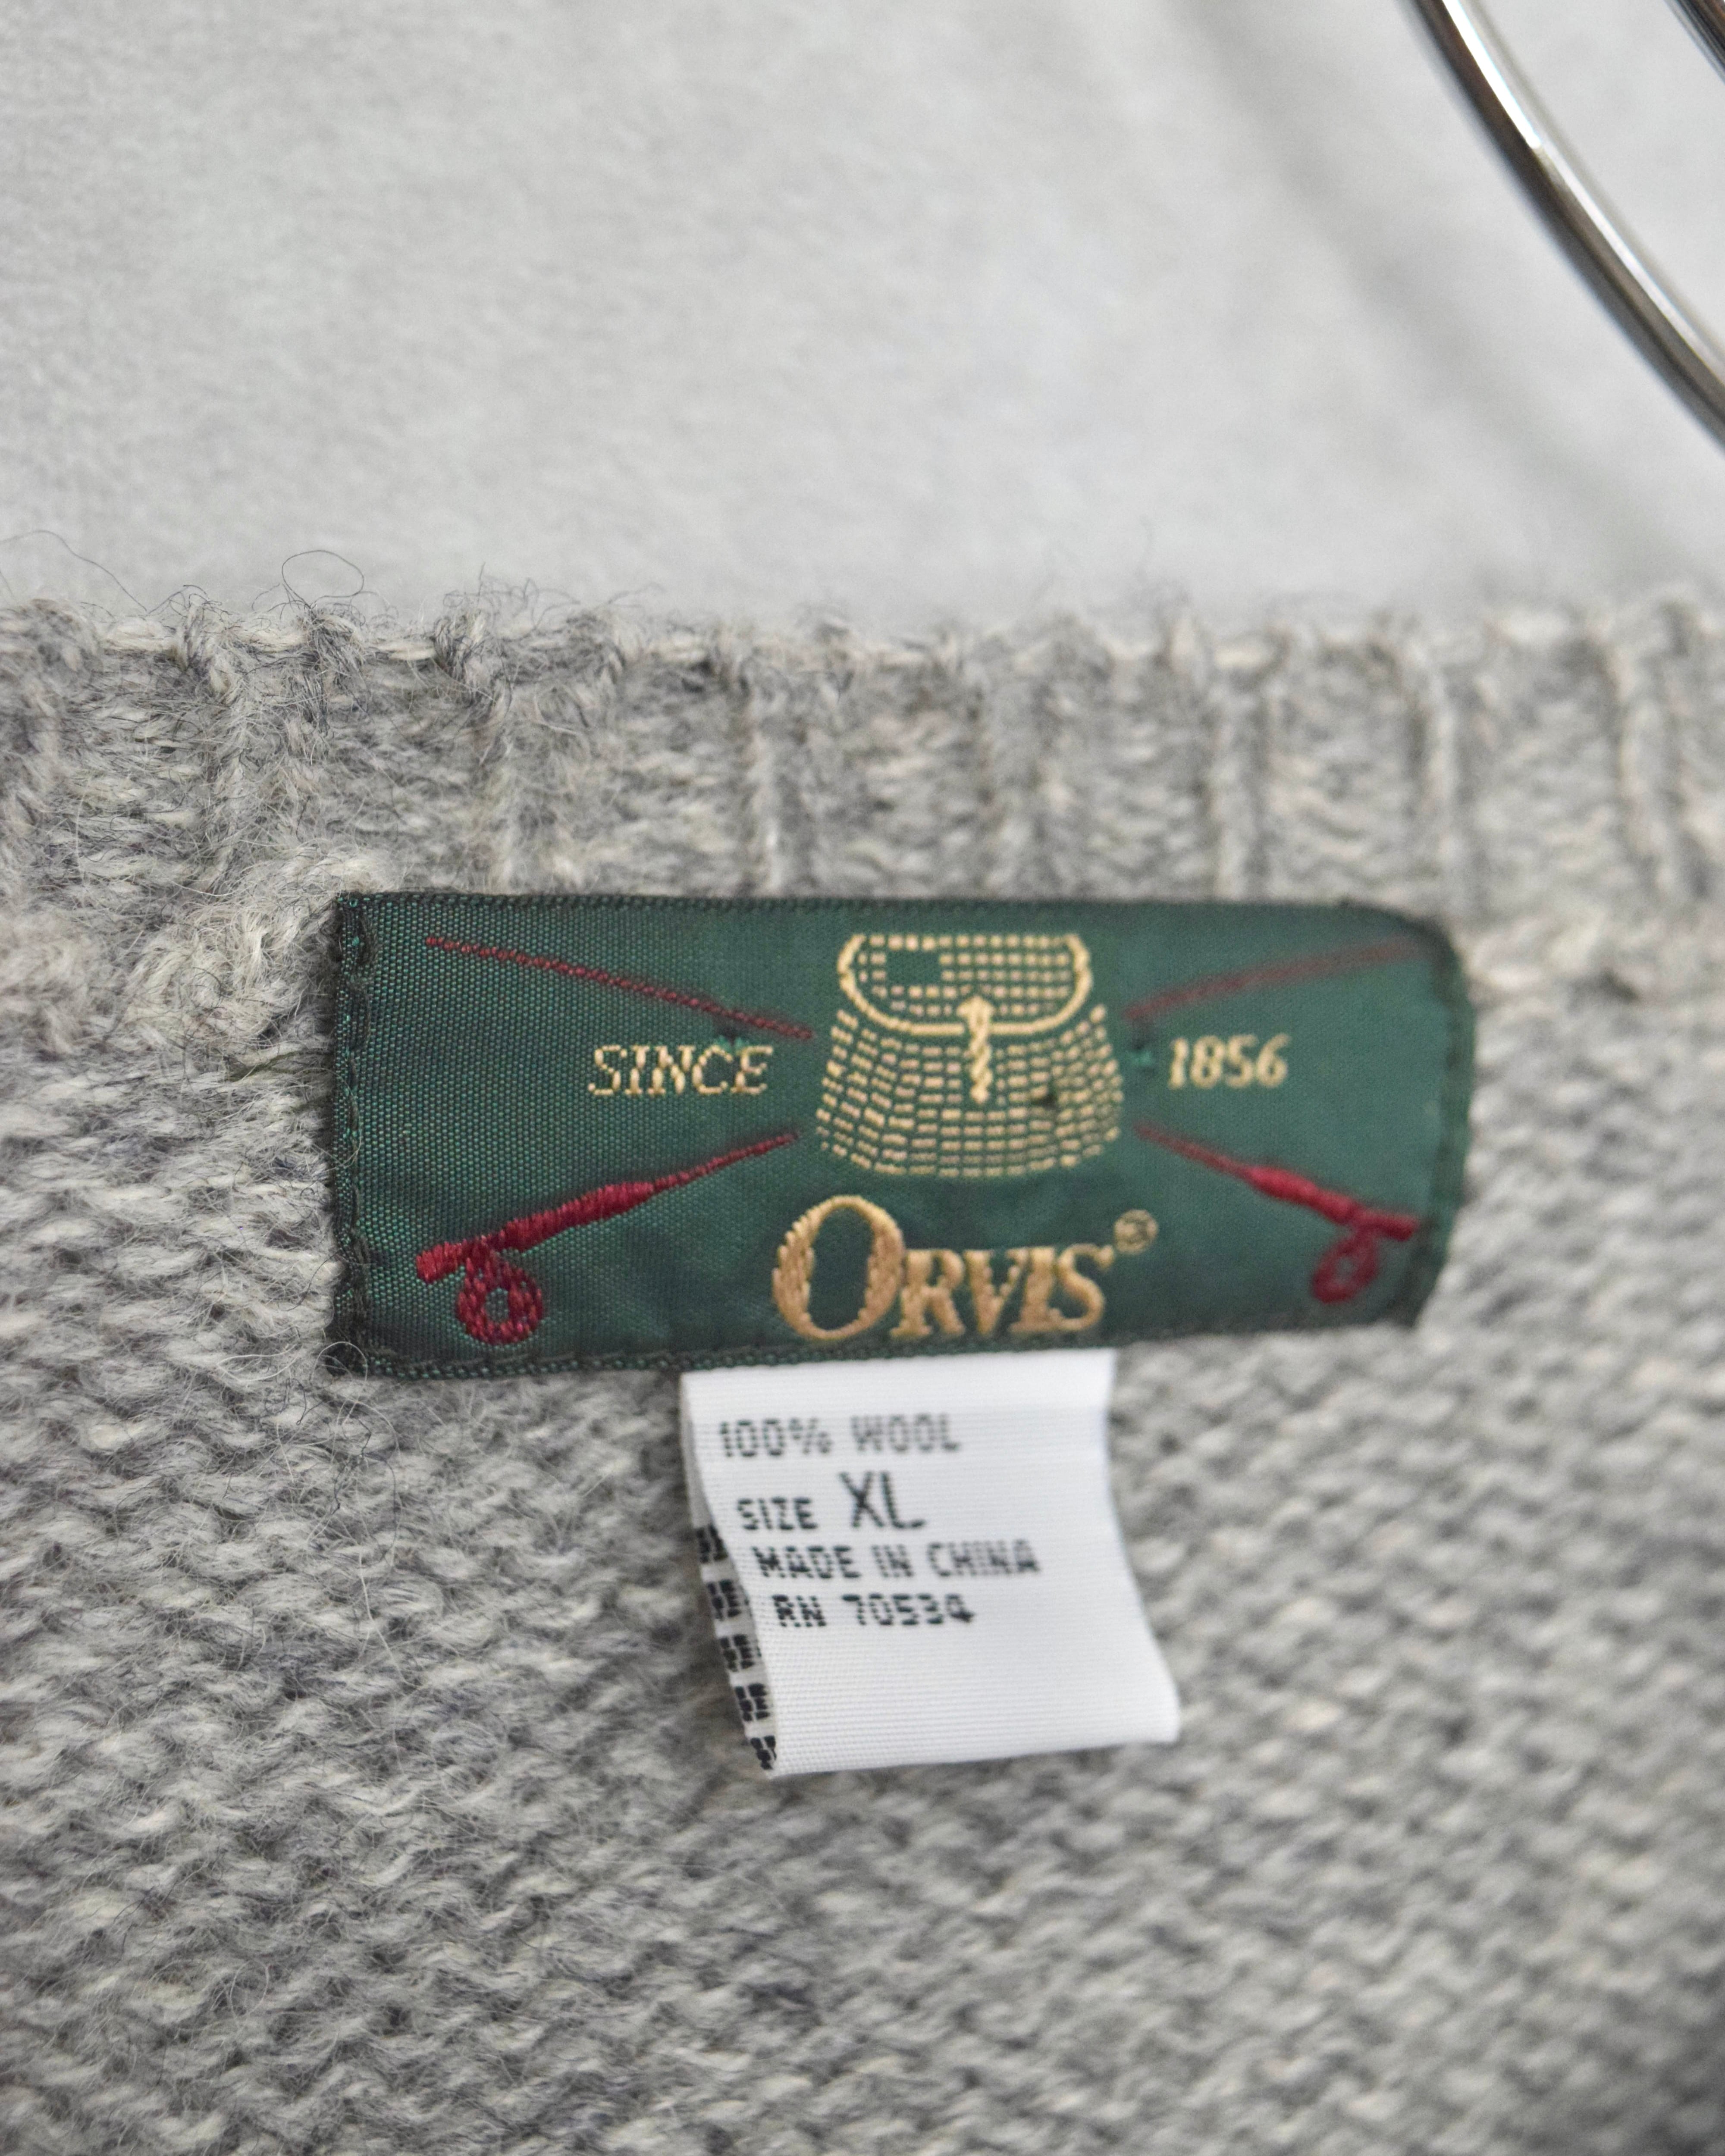 SINCE 1856
ORVIS®
100% WOOL
SIZE XL
MADE IN CHINA
RN 70534